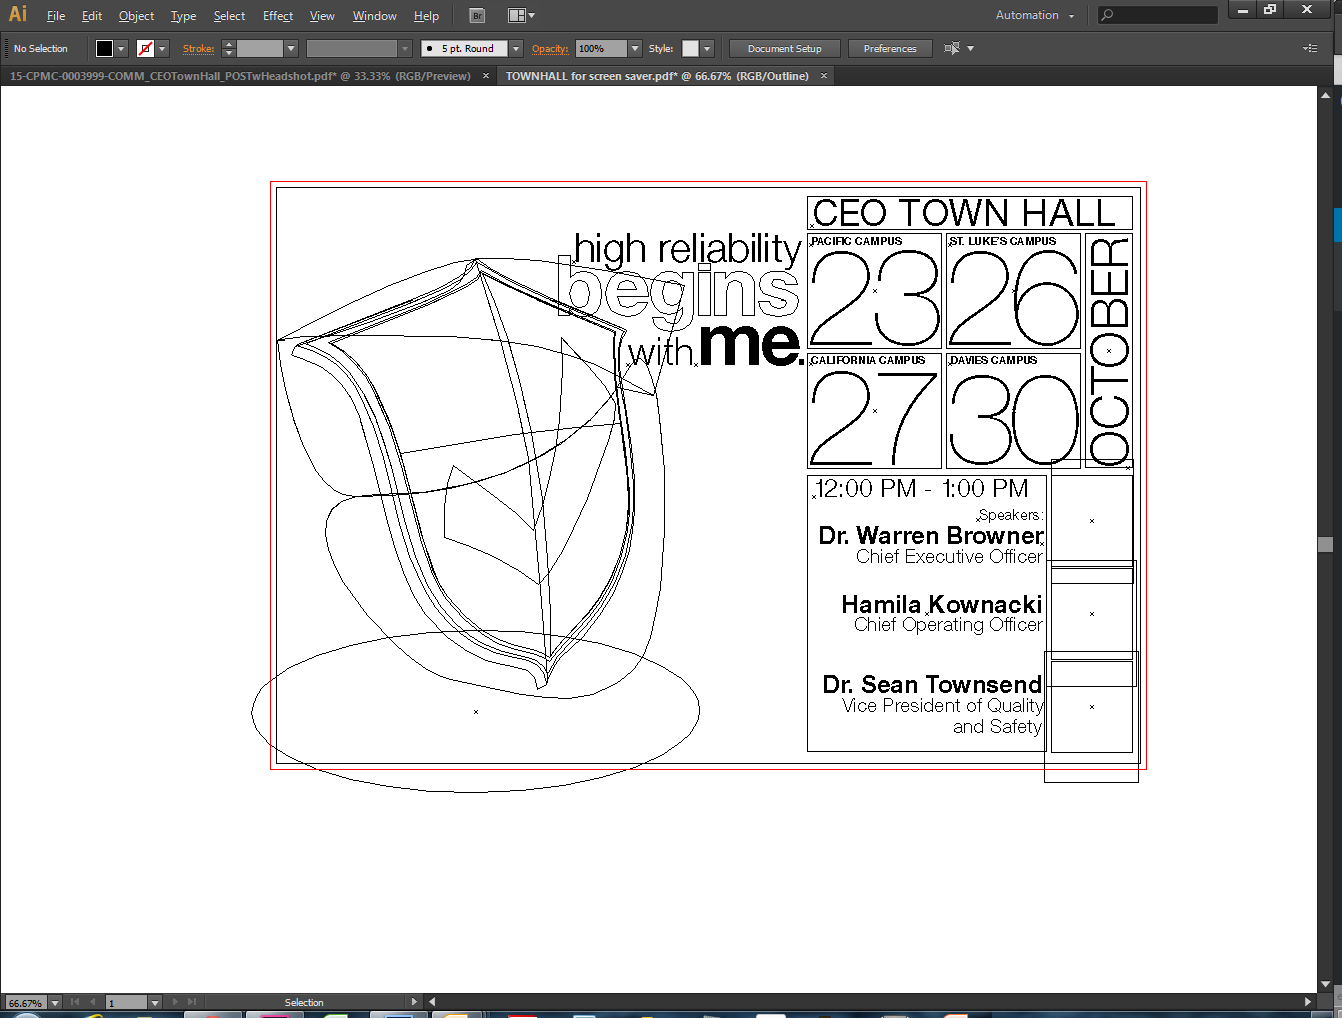 Ai File Edit Object Type Select Effect View Window Help Br Automation
No Selection Stroke: 5 pt. Round Opacity: 100% Style: Document Setup Preferences
15-CPMC-0003999-COMM_CEOTownHall_POSTwHeadshot.pdf* @ 33.33% (RGB/Preview) × TOWNHALL for screen saver.pdf* @ 66.67% (RGB/Outline) ×
high reliability
begins
with me.
CEO TOWN HALL
PACIFIC CAMPUS
23
ST. LUKE'S CAMPUS
26
CALIFORNIA CAMPUS
27
DAVIES CAMPUS
30
OCTOBER
12:00 PM - 1:00 PM
Speakers:
Dr. Warren Browner
Chief Executive Officer
Hamila Kownacki
Chief Operating Officer
Dr. Sean Townsend
Vice President of Quality
and Safety
66.67% 1 Selection